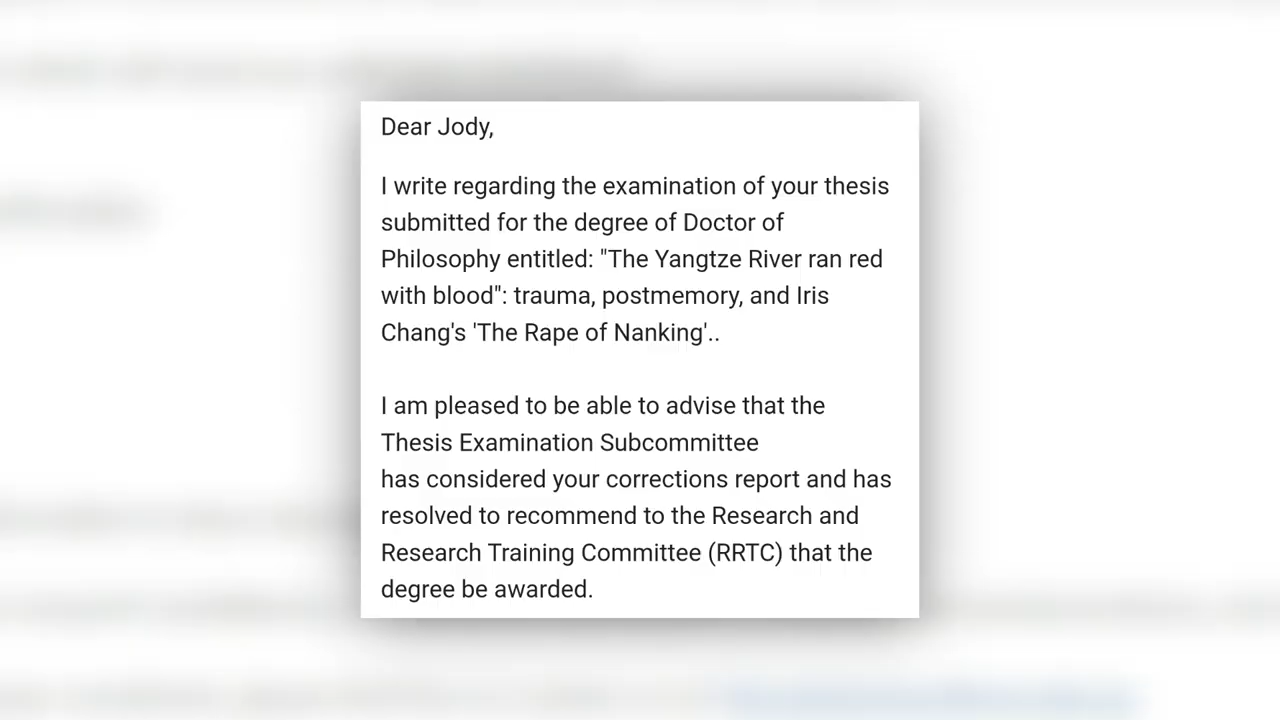 Dear Jody,
I write regarding the examination of your thesis
submitted for the degree of Doctor of
Philosophy entitled: "The Yangtze River ran red
with blood": trauma, postmemory, and Iris
Chang's 'The Rape of Nanking'..
I am pleased to be able to advise that the
Thesis Examination Subcommittee
has considered your corrections report and has
resolved to recommend to the Research and
Research Training Committee (RRTC) that the
degree be awarded.